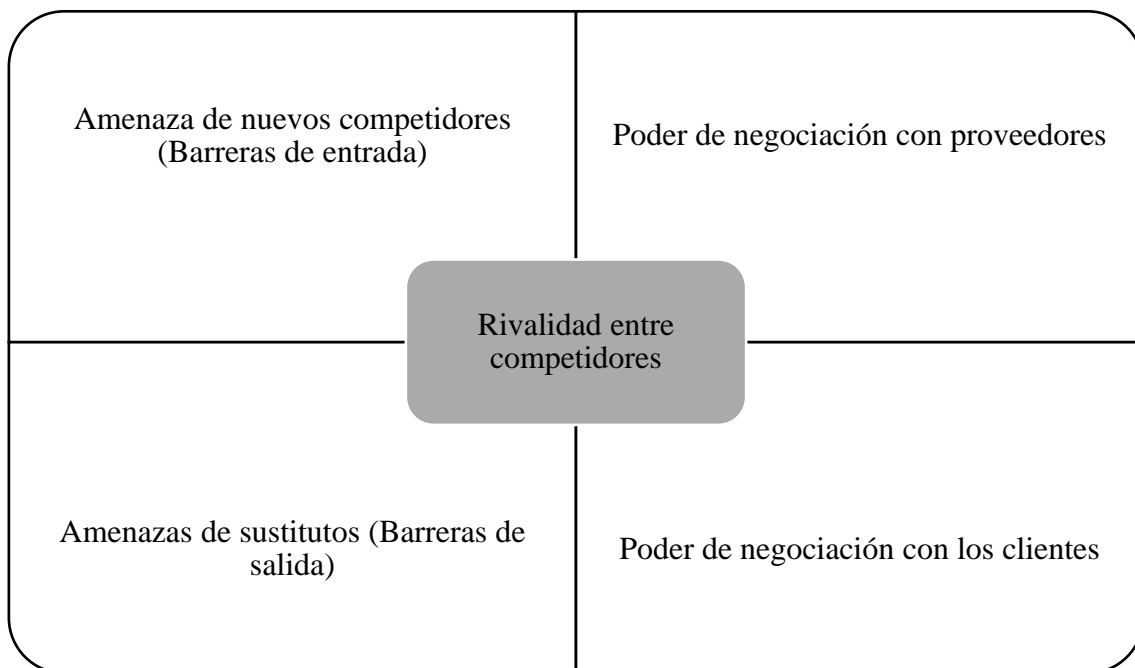 Amenaza de nuevos competidores
(Barreras de entrada)
Poder de negociación con proveedores
Rivalidad entre
competidores
Amenazas de sustitutos (Barreras de
salida)
Poder de negociación con los clientes